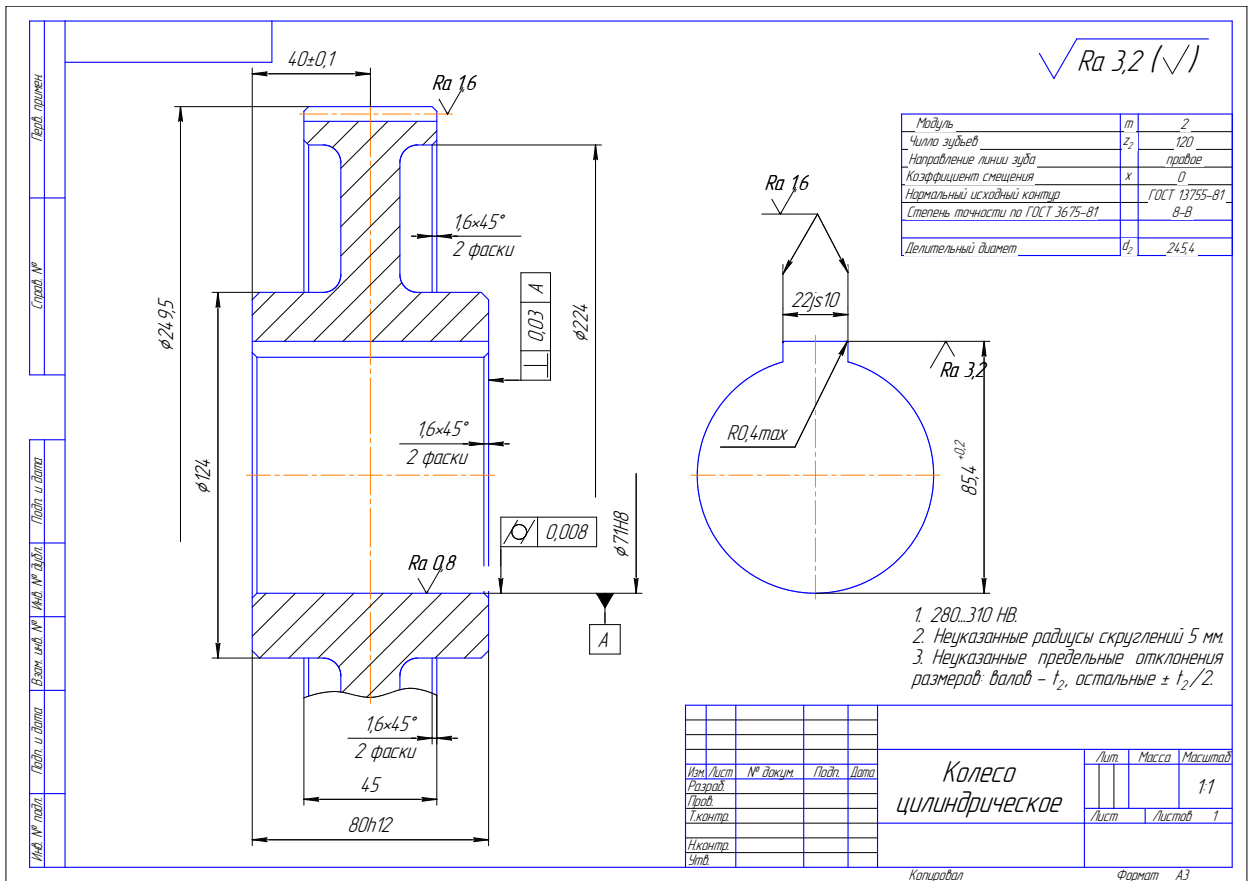 Перв. примен.
Справ. №
Подп. и дата
Инв. № дубл.
Взам. инв. №
Подп. и дата
Инв. № подл.
40±0,1
Ra 1,6
1,6×45°
2 фаски
⌀249,5
⌀124
⊥ 0,03 А
⌀224
1,6×45°
2 фаски
⌭ 0,008
⌀71H8
Ra 0,8
А
1,6×45°
2 фаски
45
80h12
Ra 3,2 (√)
Модуль m 2
Чилло зубьев z₂ 120
Направление линии зуба правое
Коэффициент смещения x 0
Нормальный исходный контур ГОСТ 13755-81
Степень точности по ГОСТ 3675-81 8-В
Делительный диамет d₂ 245,4
Ra 1,6
22js10
Ra 3,2
R0,4max
85,4 +0,2
1. 280...310 HB.
2. Неуказанные радиусы скруглений 5 мм.
3. Неуказанные предельные отклонения
размеров: валов - t₂, остальные ± t₂/2.
Изм. Лист № докум. Подп. Дата
Разраб.
Пров.
Т.контр.
Н.контр.
Утв.
Колесо
цилиндрическое
Лит. Масса Масштаб
1:1
Лист Листов 1
Копировал Формат А3